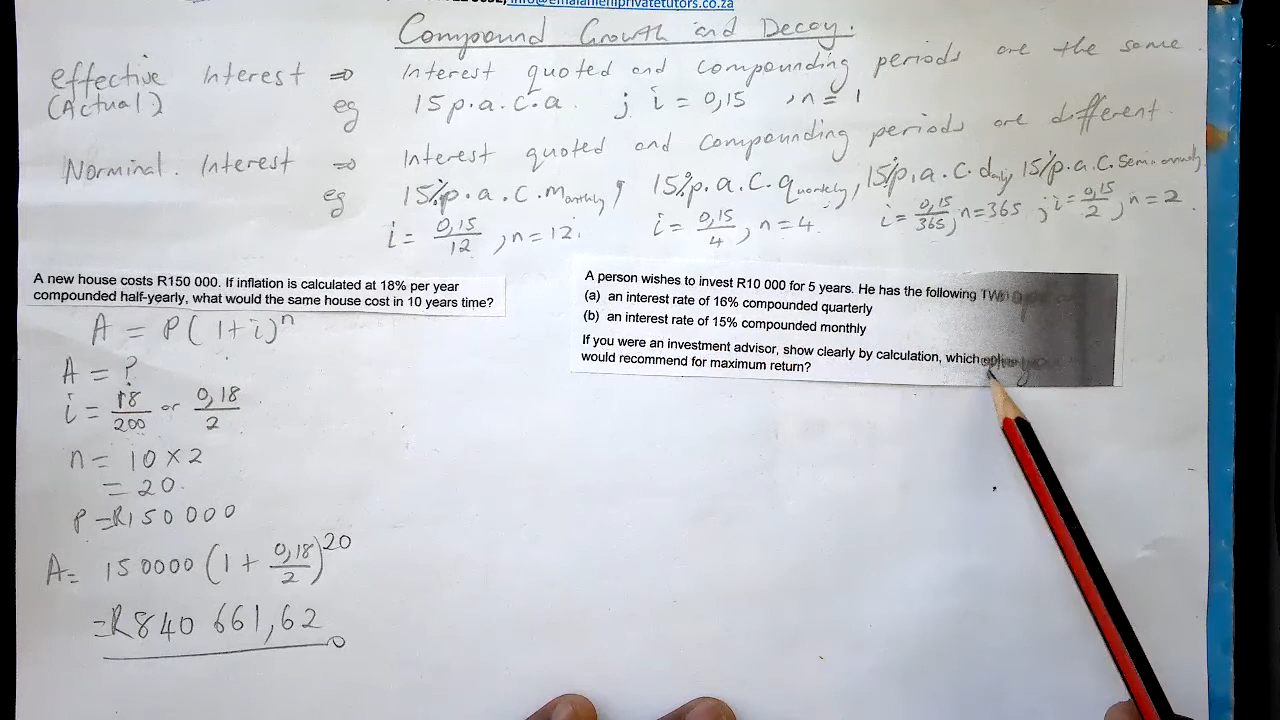 info@emalahleniprivatetutors.co.za
Compound Growth and Decay.
effective Interest ⇒ Interest quoted and compounding periods are the same.
(Actual) eg 15 p.a.c.a. ; i = 0,15 , n = 1
Norminal. Interest ⇒ Interest quoted and compounding periods are different.
eg 15% p.a.c. Monthly, 15% p.a.c. quarterly, 15% p.a.c. daily, 15% p.a.c. Semi annualy
i = 0,15/12 , n = 12. i = 0,15/4 , n = 4. i = 0,15/365, n = 365 ; i = 0,15/2 , n = 2.
A new house costs R150 000. If inflation is calculated at 18% per year
compounded half-yearly, what would the same house cost in 10 years time?
A = P(1+i)^n
A = ?
i = 18/200 or 0,18/2
n = 10 × 2
= 20.
P = R150 000
A = 150000 (1 + 0,18/2)^20
= R840 661,62
A person wishes to invest R10 000 for 5 years. He has the following TWO
(a) an interest rate of 16% compounded quarterly
(b) an interest rate of 15% compounded monthly
If you were an investment advisor, show clearly by calculation, which
would recommend for maximum return?